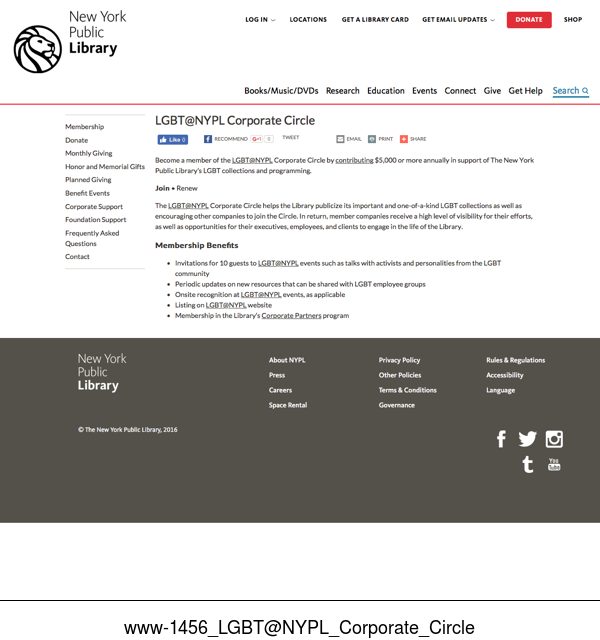 New York
Public
Library
LOG IN
LOCATIONS
GET A LIBRARY CARD
GET EMAIL UPDATES
DONATE
SHOP
Books/Music/DVDs Research Education Events Connect Give Get Help Search
Membership
Donate
Monthly Giving
Honor and Memorial Gifts
Planned Giving
Benefit Events
Corporate Support
Foundation Support
Frequently Asked
Questions
Contact
LGBT@NYPL Corporate Circle
Like 0
RECOMMEND
G+1 0
TWEET
EMAIL
PRINT
SHARE
Become a member of the LGBT@NYPL Corporate Circle by contributing $5,000 or more annually in support of The New York
Public Library's LGBT collections and programming.
Join • Renew
The LGBT@NYPL Corporate Circle helps the Library publicize its important and one-of-a-kind LGBT collections as well as
encouraging other companies to join the Circle. In return, member companies receive a high level of visibility for their efforts,
as well as opportunities for their executives, employees, and clients to engage in the life of the Library.
Membership Benefits
• Invitations for 10 guests to LGBT@NYPL events such as talks with activists and personalities from the LGBT
community
• Periodic updates on new resources that can be shared with LGBT employee groups
• Onsite recognition at LGBT@NYPL events, as applicable
• Listing on LGBT@NYPL website
• Membership in the Library's Corporate Partners program
New York
Public
Library
About NYPL
Press
Careers
Space Rental
Privacy Policy
Other Policies
Terms & Conditions
Governance
Rules & Regulations
Accessibility
Language
© The New York Public Library, 2016
You
Tube
www-1456_LGBT@NYPL_Corporate_Circle